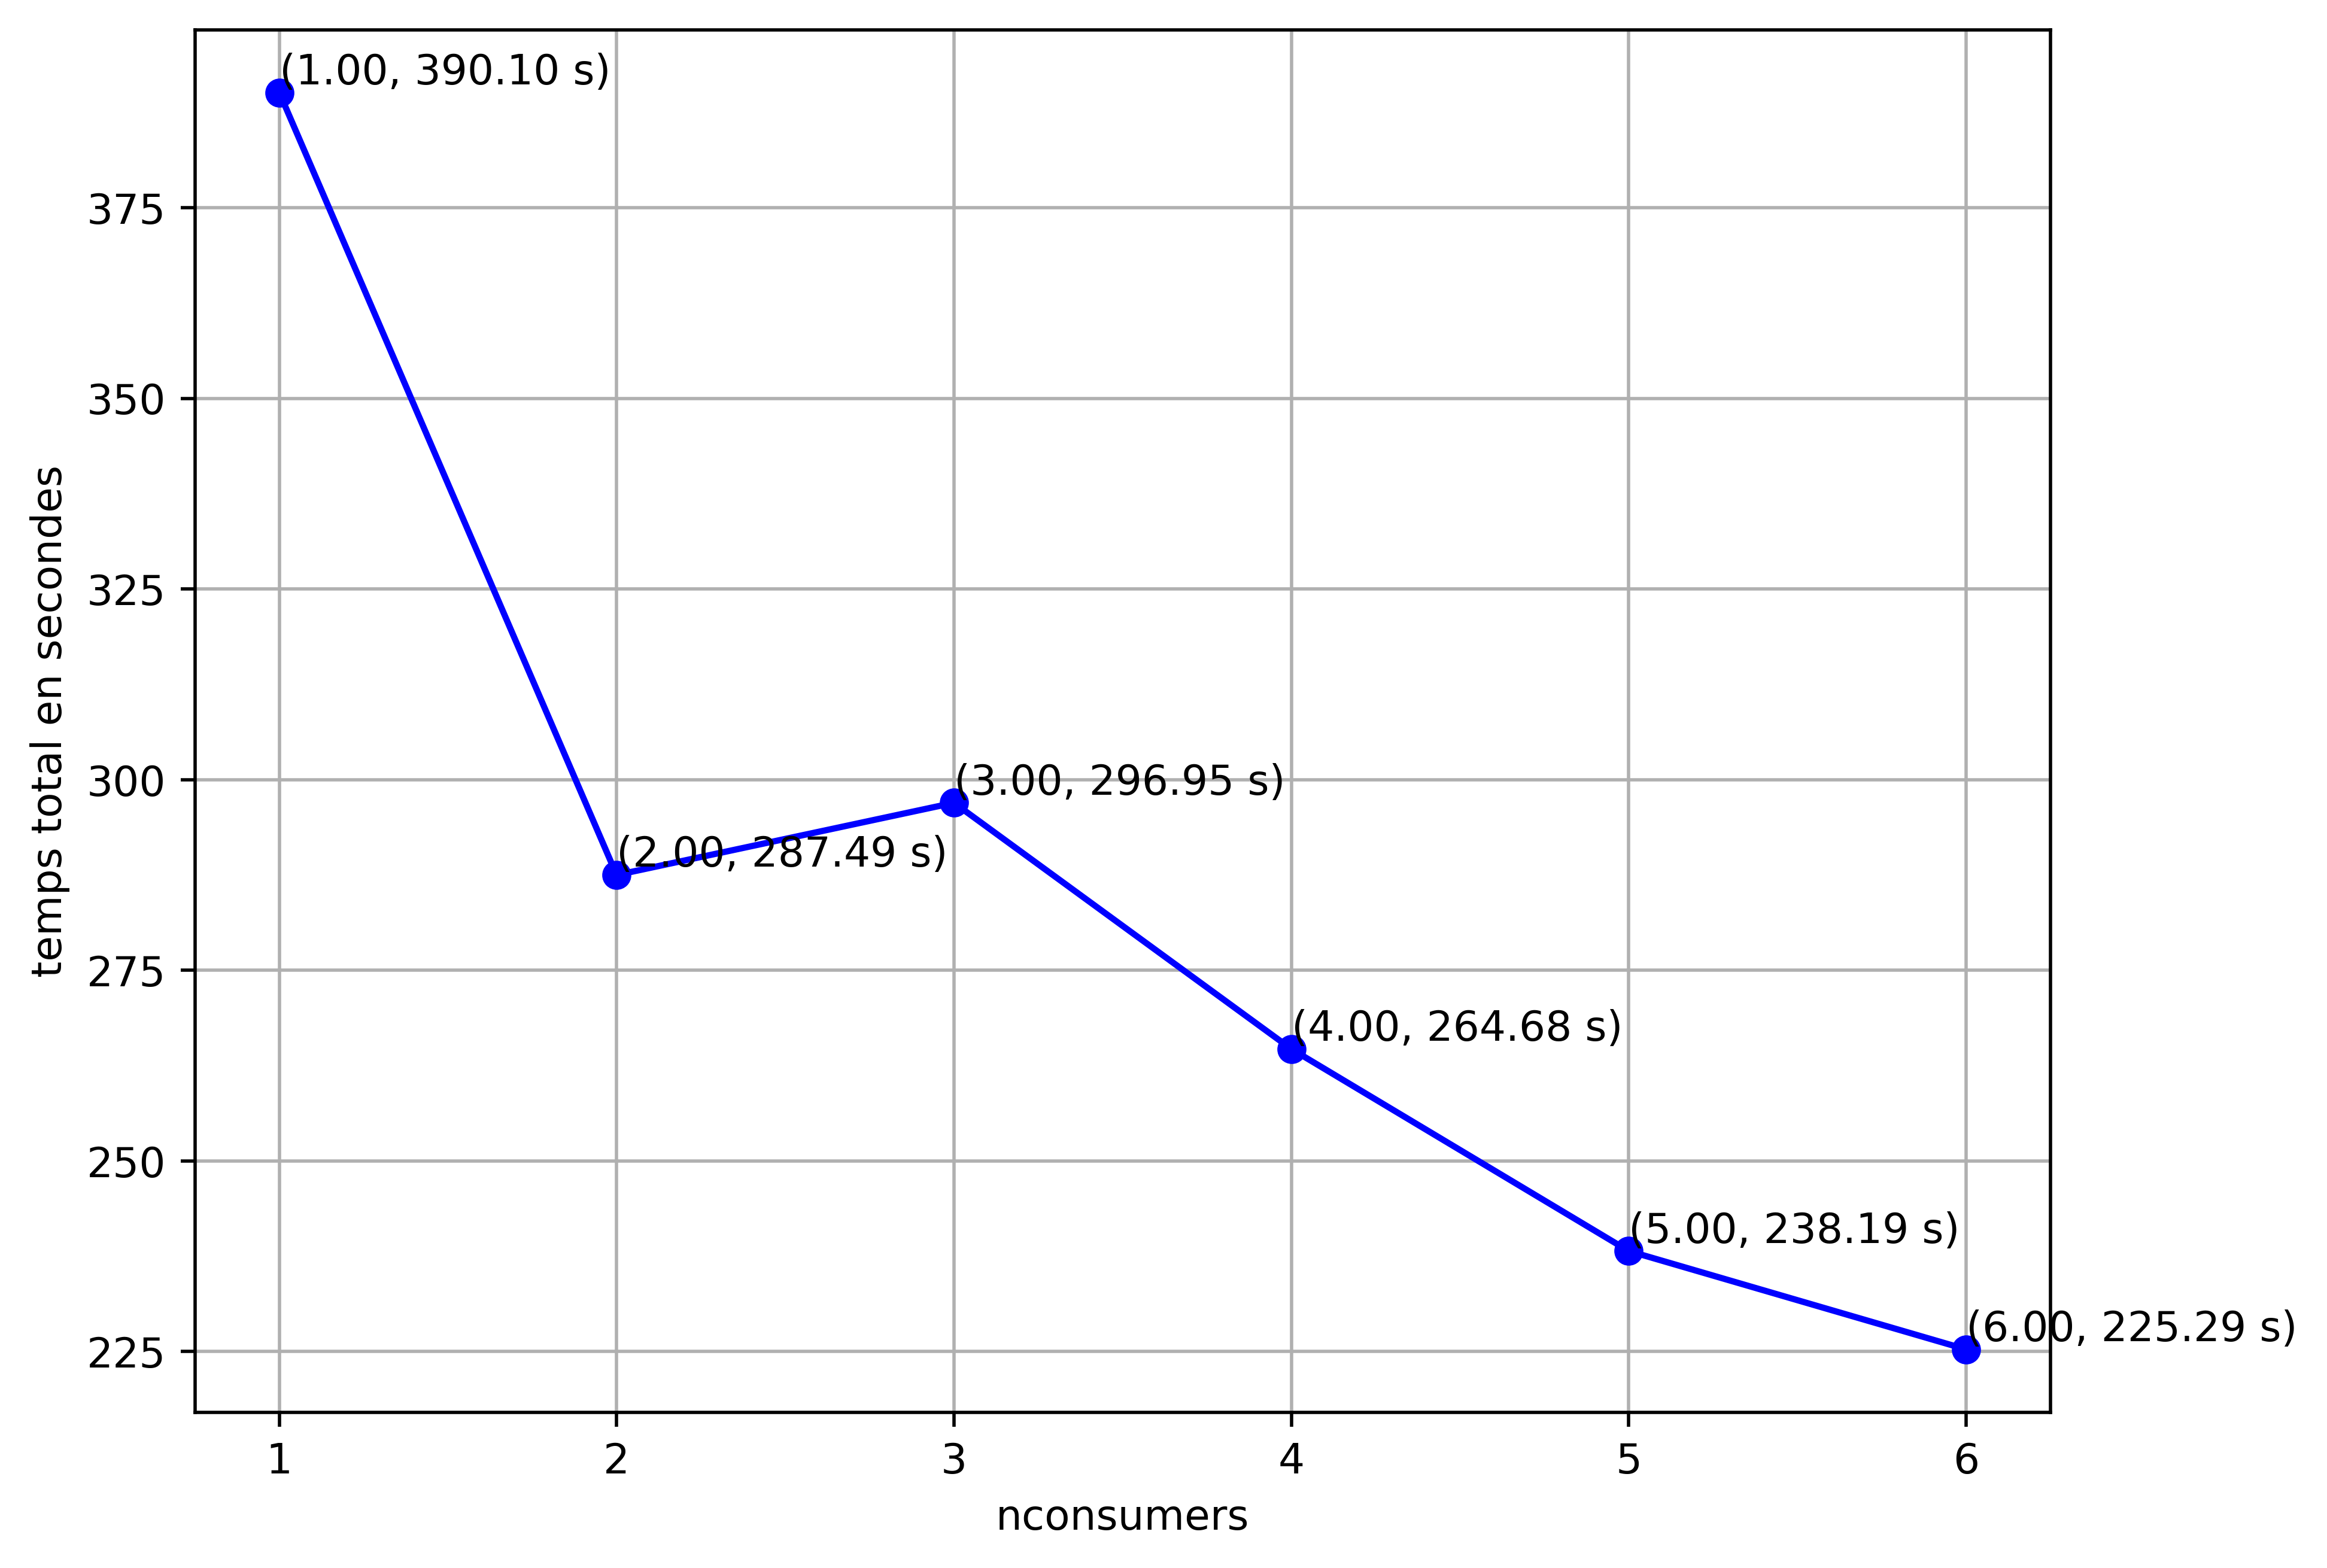 (1.00, 390.10 s)
375
350
325
300
275
250
225
temps total en secondes
(3.00, 296.95 s)
(2.00, 287.49 s)
(4.00, 264.68 s)
(5.00, 238.19 s)
(6.00, 225.29 s)
1 2 3 4 5 6
nconsumers